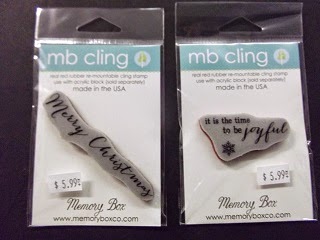 mb cling
real red rubber re-mountable cling stamp
use with acrylic block (sold separately)
made in the USA
Merry Christmas
$ 5.99
Memory Box
www.memoryboxco.com
mb cling
real red rubber re-mountable cling stamp
use with acrylic block (sold separately)
made in the USA
it is the time
to be joyful
$ 5.99
Memory Box
www.memoryboxco.com